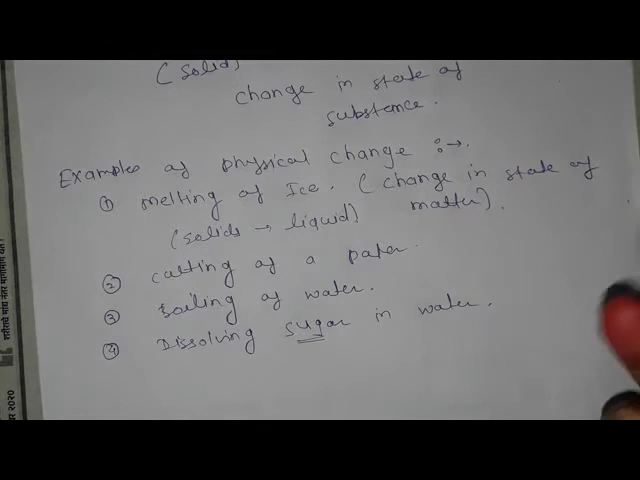 (Solid)
change in state of
substance.
Examples of physical change :→.
① melting of Ice. (change in state of
(solids → liquid) matter).
② Cutting of a paper.
③ Boiling of water.
④ Dissolving sugar in water.
२०२०